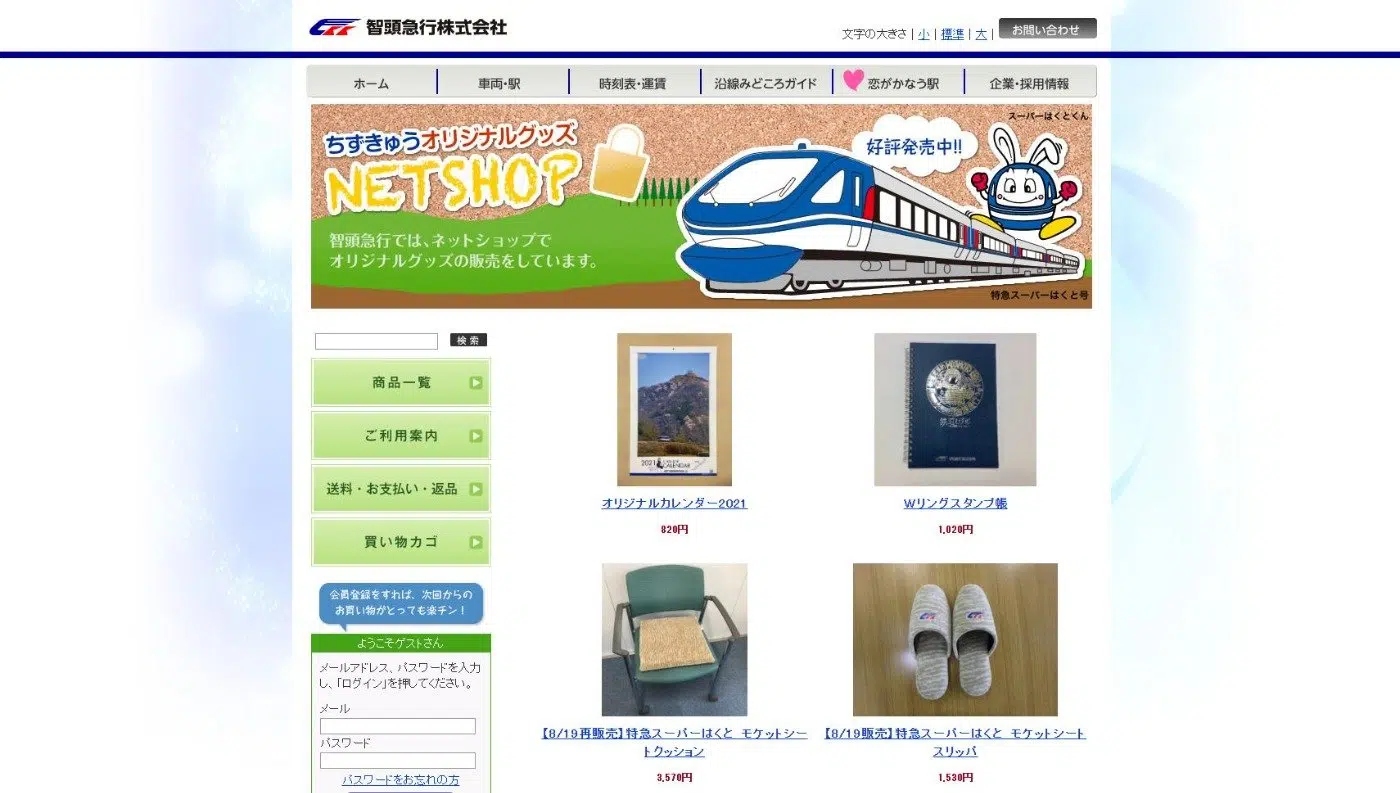 智頭急行株式会社
文字の大きさ | 小 | 標準 | 大 |
お問い合わせ
ホーム
車両・駅
時刻表・運賃
沿線みどころガイド
恋がかなう駅
企業・採用情報
ちずきゅうオリジナルグッズ
NETSHOP
智頭急行では、ネットショップで
オリジナルグッズの販売をしています。
好評発売中!!
スーパーはくとくん
特急スーパーはくと号
検索
商品一覧
ご利用案内
送料・お支払い・返品
買い物カゴ
会員登録をすれば、次回からの
お買い物がとっても楽チン！
ようこそゲストさん
メールアドレス、パスワードを入力
し、「ログイン」を押してください。
メール
パスワード
パスワードをお忘れの方
2021
CALENDAR
オリジナルカレンダー2021
820円
Wリングスタンプ帳
1,020円
【8/19再販売】特急スーパーはくと　モケットシー
トクッション
3,570円
【8/19販売】特急スーパーはくと　モケットシート
スリッパ
1,530円